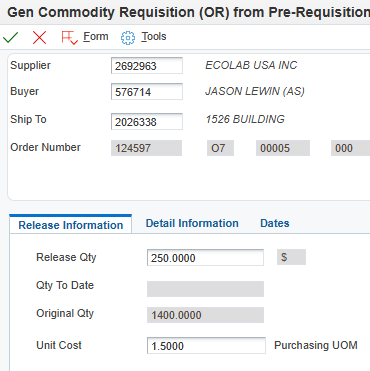 Gen Commodity Requisition (OR) from Pre-Requisition
Form Tools
Supplier 2692963 ECOLAB USA INC
Buyer 576714 JASON LEWIN (AS)
Ship To 2026338 1526 BUILDING
Order Number 124597 O7 00005 000
Release Information Detail Information Dates
Release Qty 250.0000 $
Qty To Date
Original Qty 1400.0000
Unit Cost 1.5000 Purchasing UOM